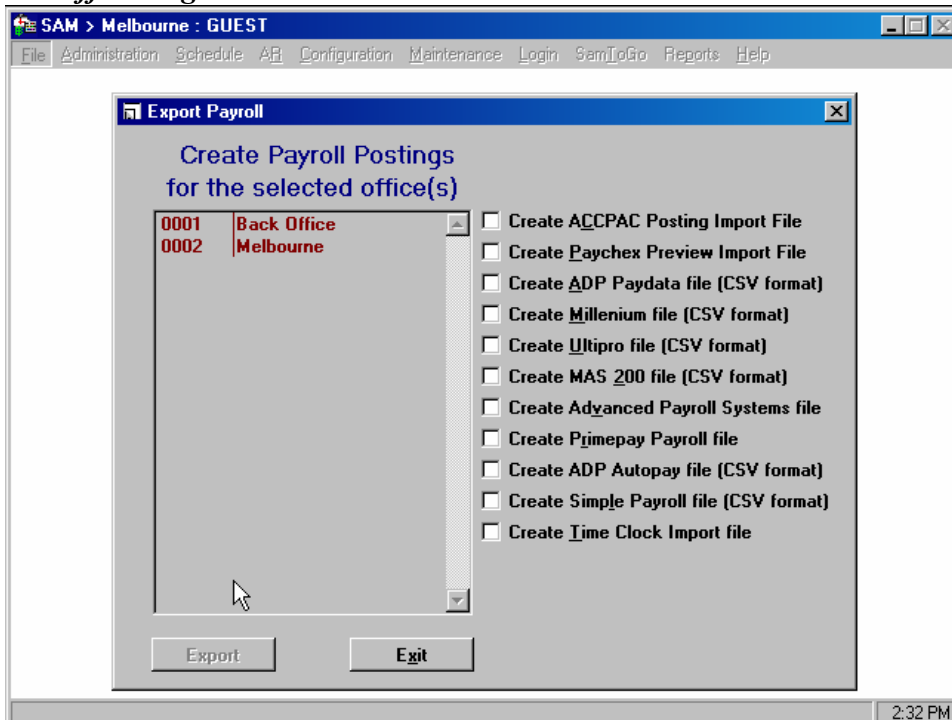 SAM > Melbourne : GUEST
File Administration Schedule AR Configuration Maintenance Login SamToGo Reports Help
Export Payroll
Create Payroll Postings
for the selected office(s)
0001 Back Office
0002 Melbourne
Create ACCPAC Posting Import File
Create Paychex Preview Import File
Create ADP Paydata file (CSV format)
Create Millenium file (CSV format)
Create Ultipro file (CSV format)
Create MAS 200 file (CSV format)
Create Advanced Payroll Systems file
Create Primepay Payroll file
Create ADP Autopay file (CSV format)
Create Simple Payroll file (CSV format)
Create Time Clock Import file
Export Exit
2:32 PM